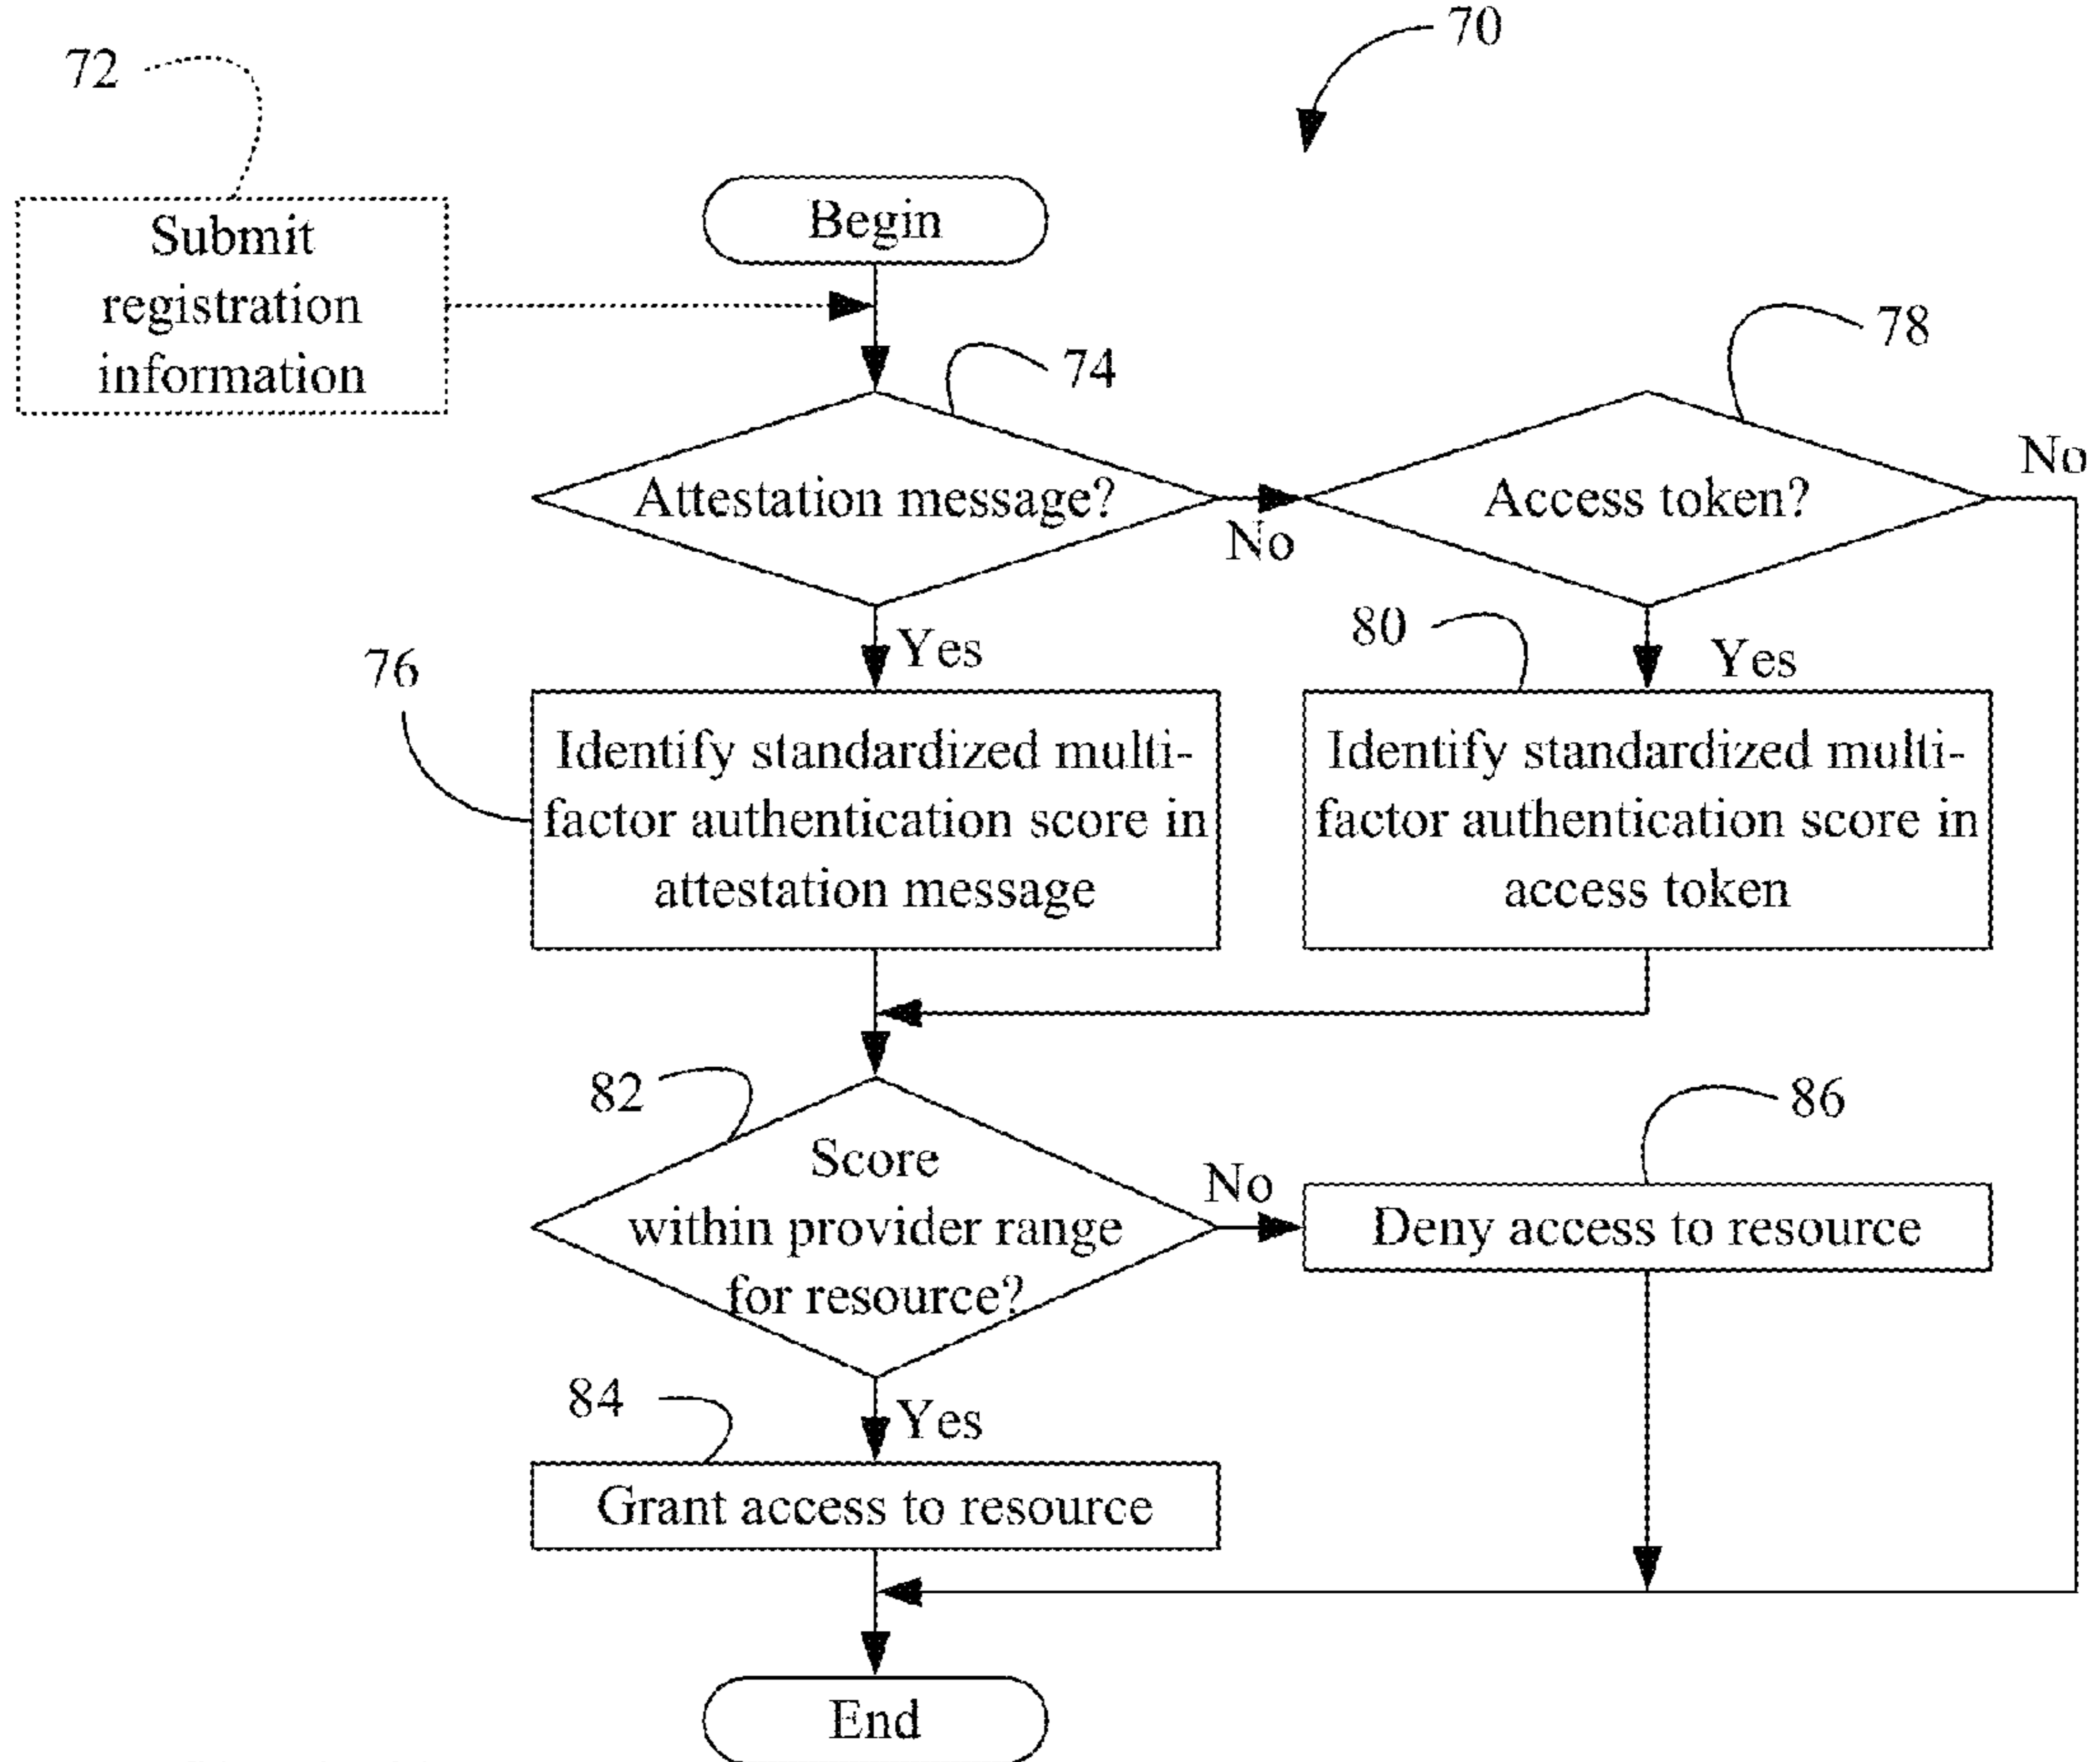 70
72
Submit
registration
information
Begin
74
78
Attestation message?
No
Access token?
No
Yes
80
Yes
76
Identify standardized multi-
factor authentication score in
attestation message
Identify standardized multi-
factor authentication score in
access token
82
Score
within provider range
for resource?
No
86
Deny access to resource
84
Yes
Grant access to resource
End